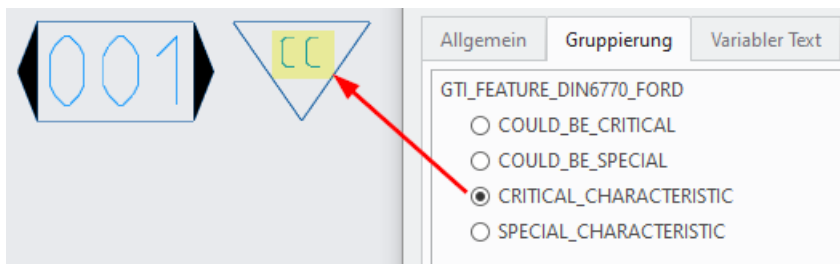 001 CC
Allgemein Gruppierung Variabler Text
GTI_FEATURE_DIN6770_FORD
COULD_BE_CRITICAL
COULD_BE_SPECIAL
CRITICAL_CHARACTERISTIC
SPECIAL_CHARACTERISTIC